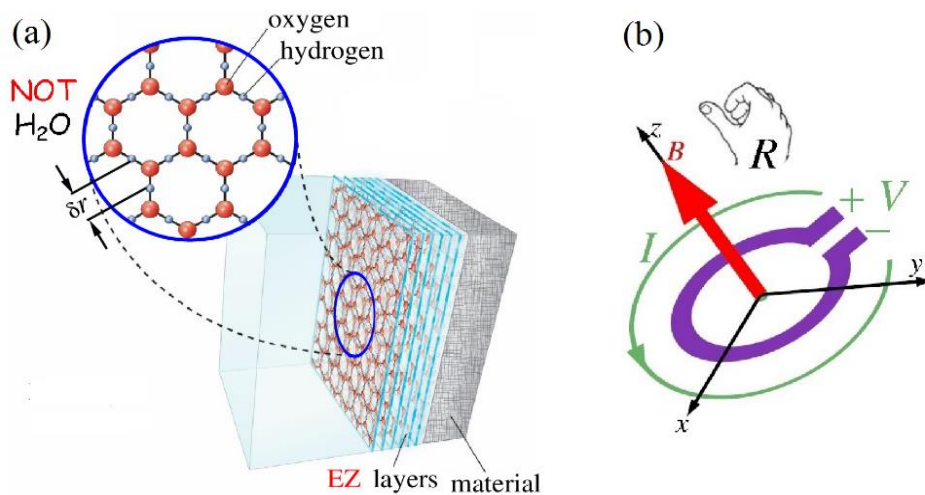 (a)
oxygen
hydrogen
NOT
H₂O
δr
EZ layers material
(b)
z
B
R
+ V
−
I
y
x